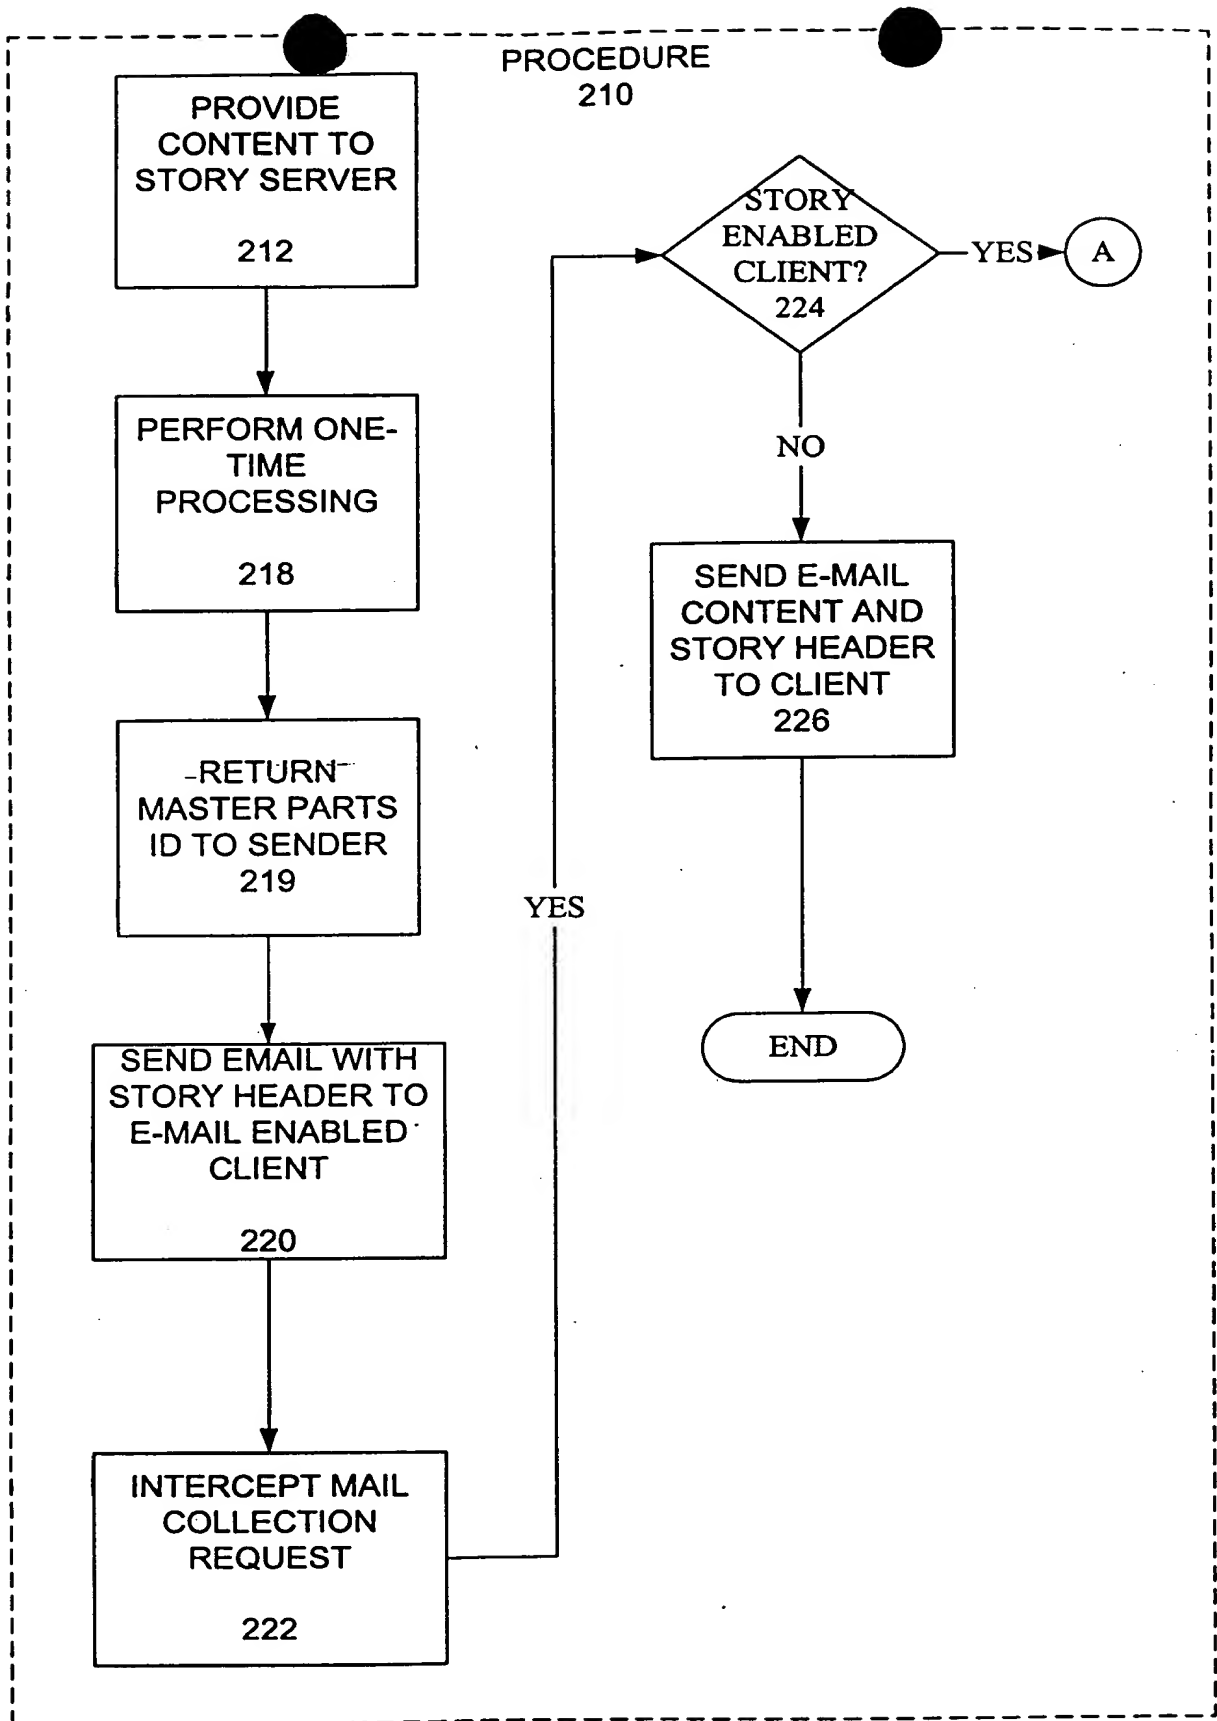 PROCEDURE
210
PROVIDE
CONTENT TO
STORY SERVER
212
PERFORM ONE-
TIME
PROCESSING
218
RETURN
MASTER PARTS
ID TO SENDER
219
SEND EMAIL WITH
STORY HEADER TO
E-MAIL ENABLED
CLIENT
220
INTERCEPT MAIL
COLLECTION
REQUEST
222
YES
STORY
ENABLED
CLIENT?
224
YES
A
NO
SEND E-MAIL
CONTENT AND
STORY HEADER
TO CLIENT
226
END